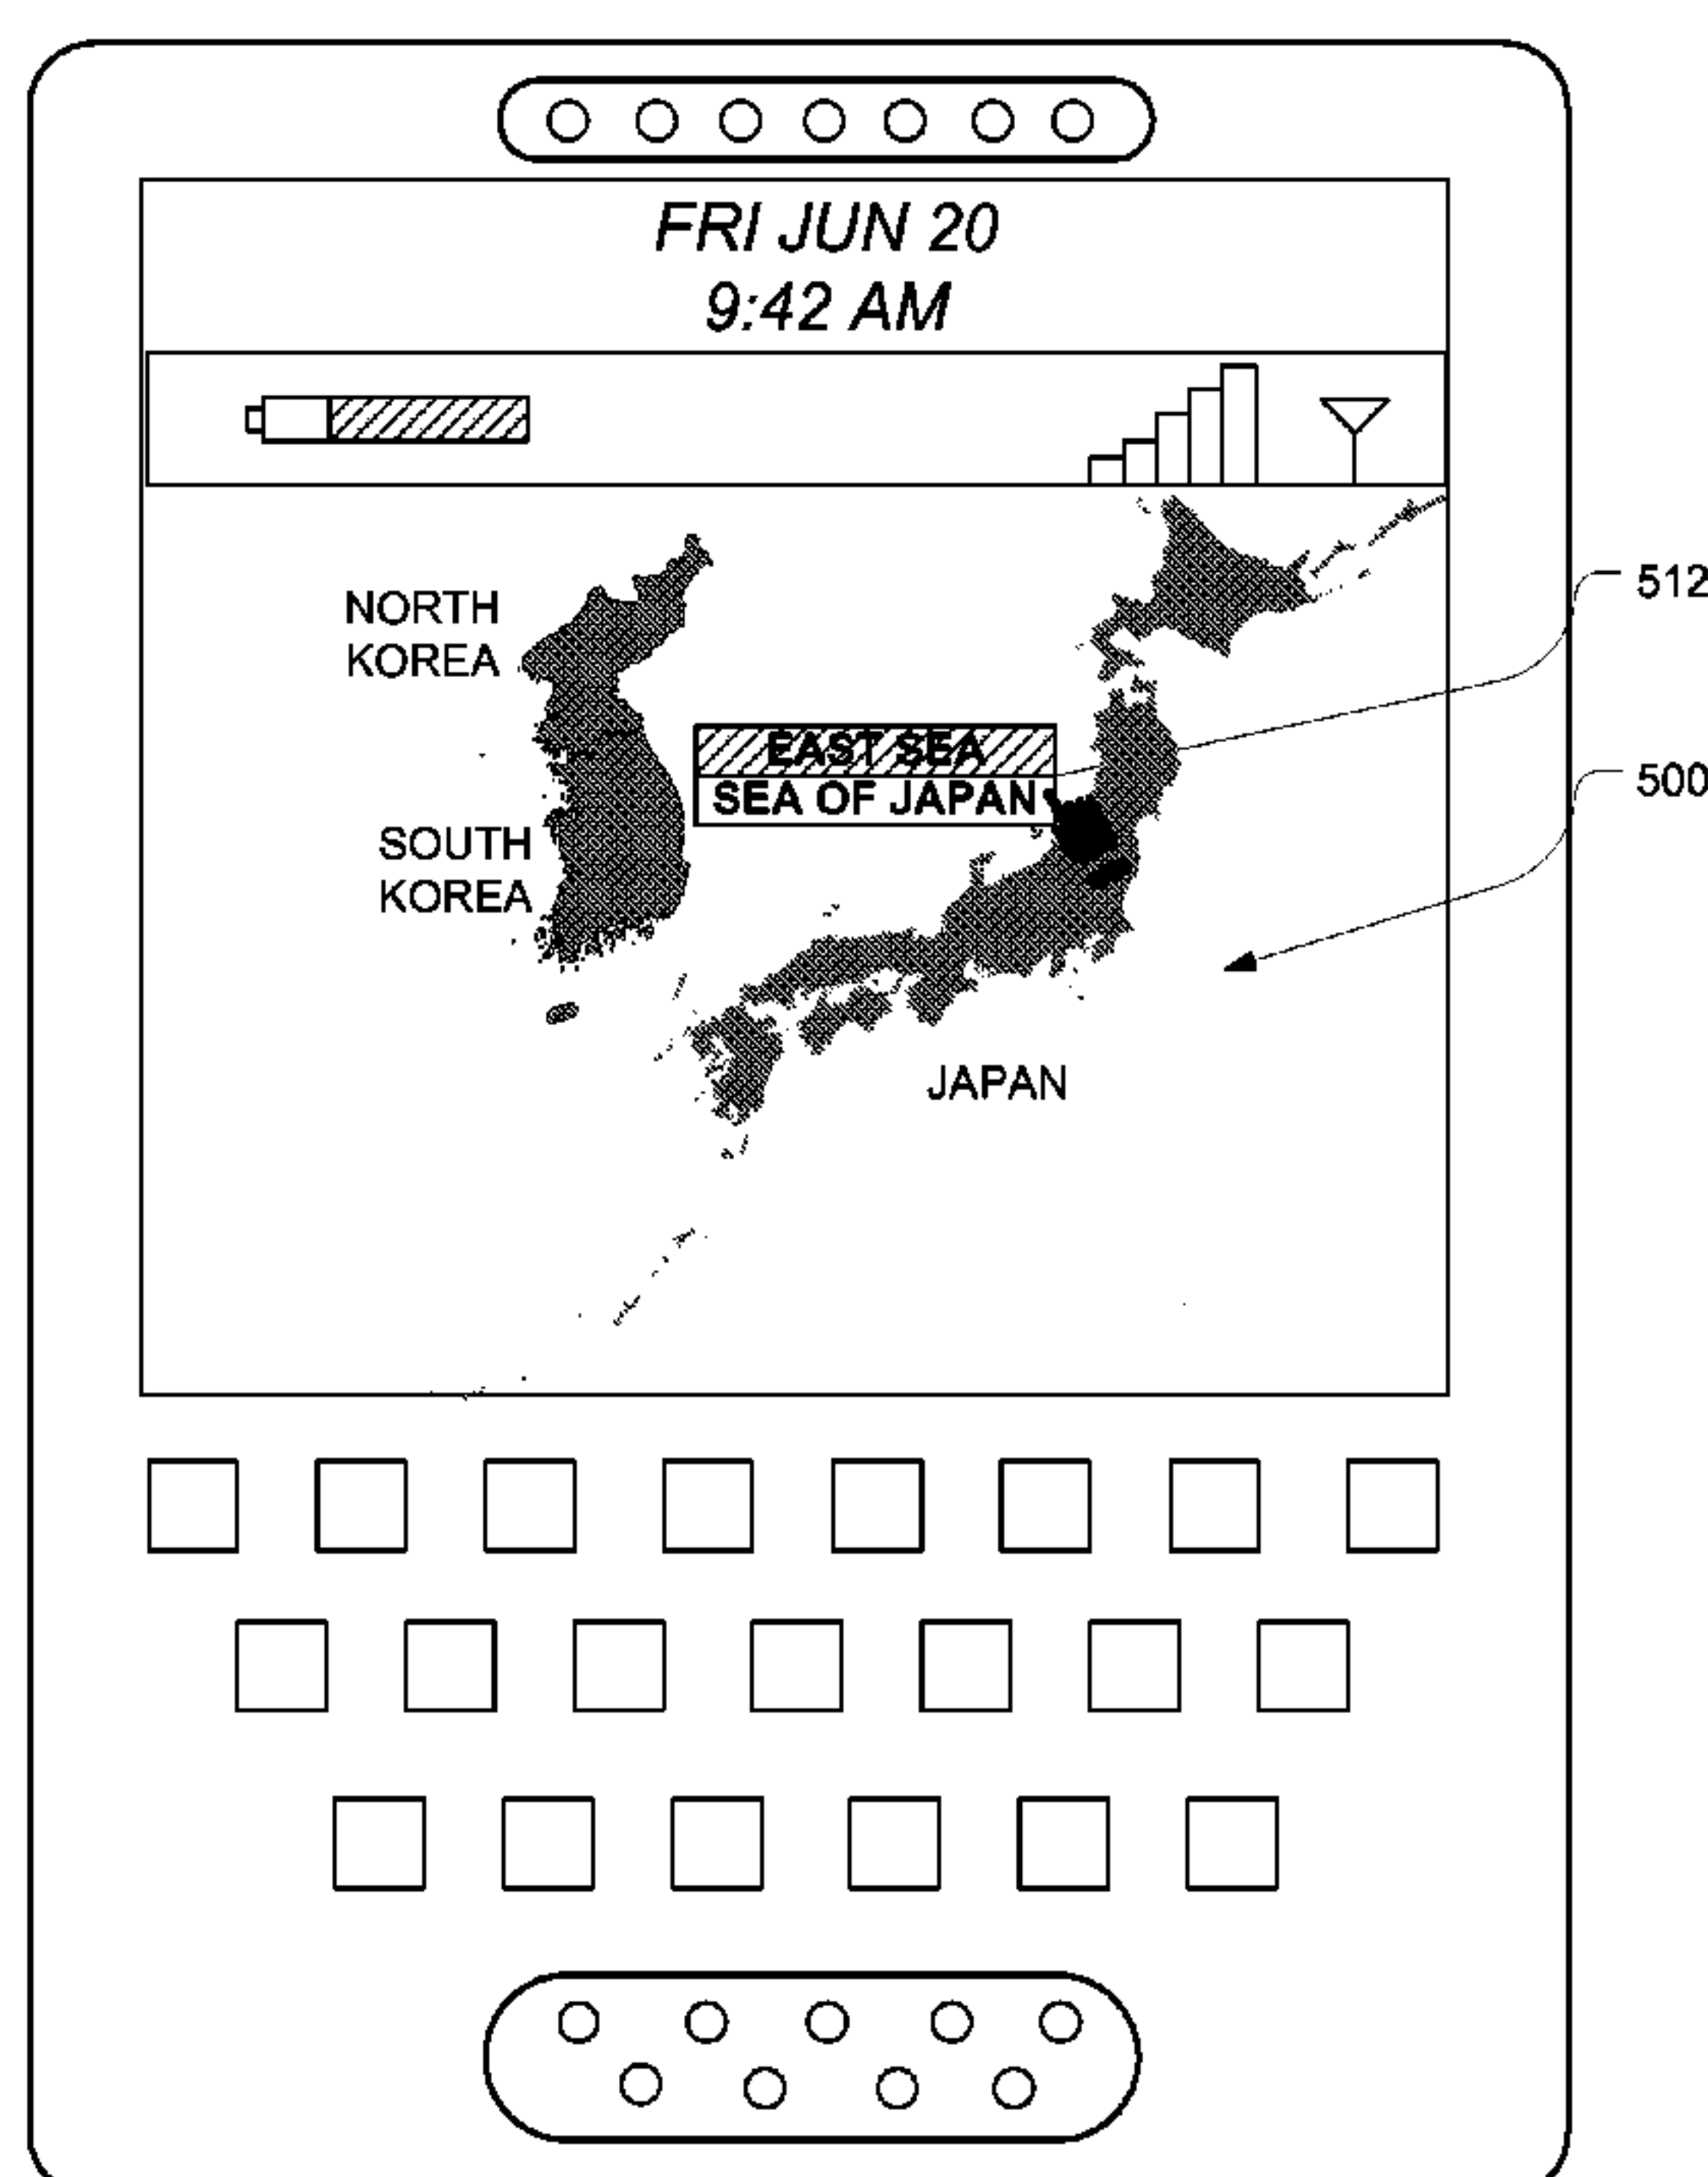 FRI JUN 20
9:42 AM
NORTH
KOREA
512
EAST SEA
SEA OF JAPAN
500
SOUTH
KOREA
JAPAN